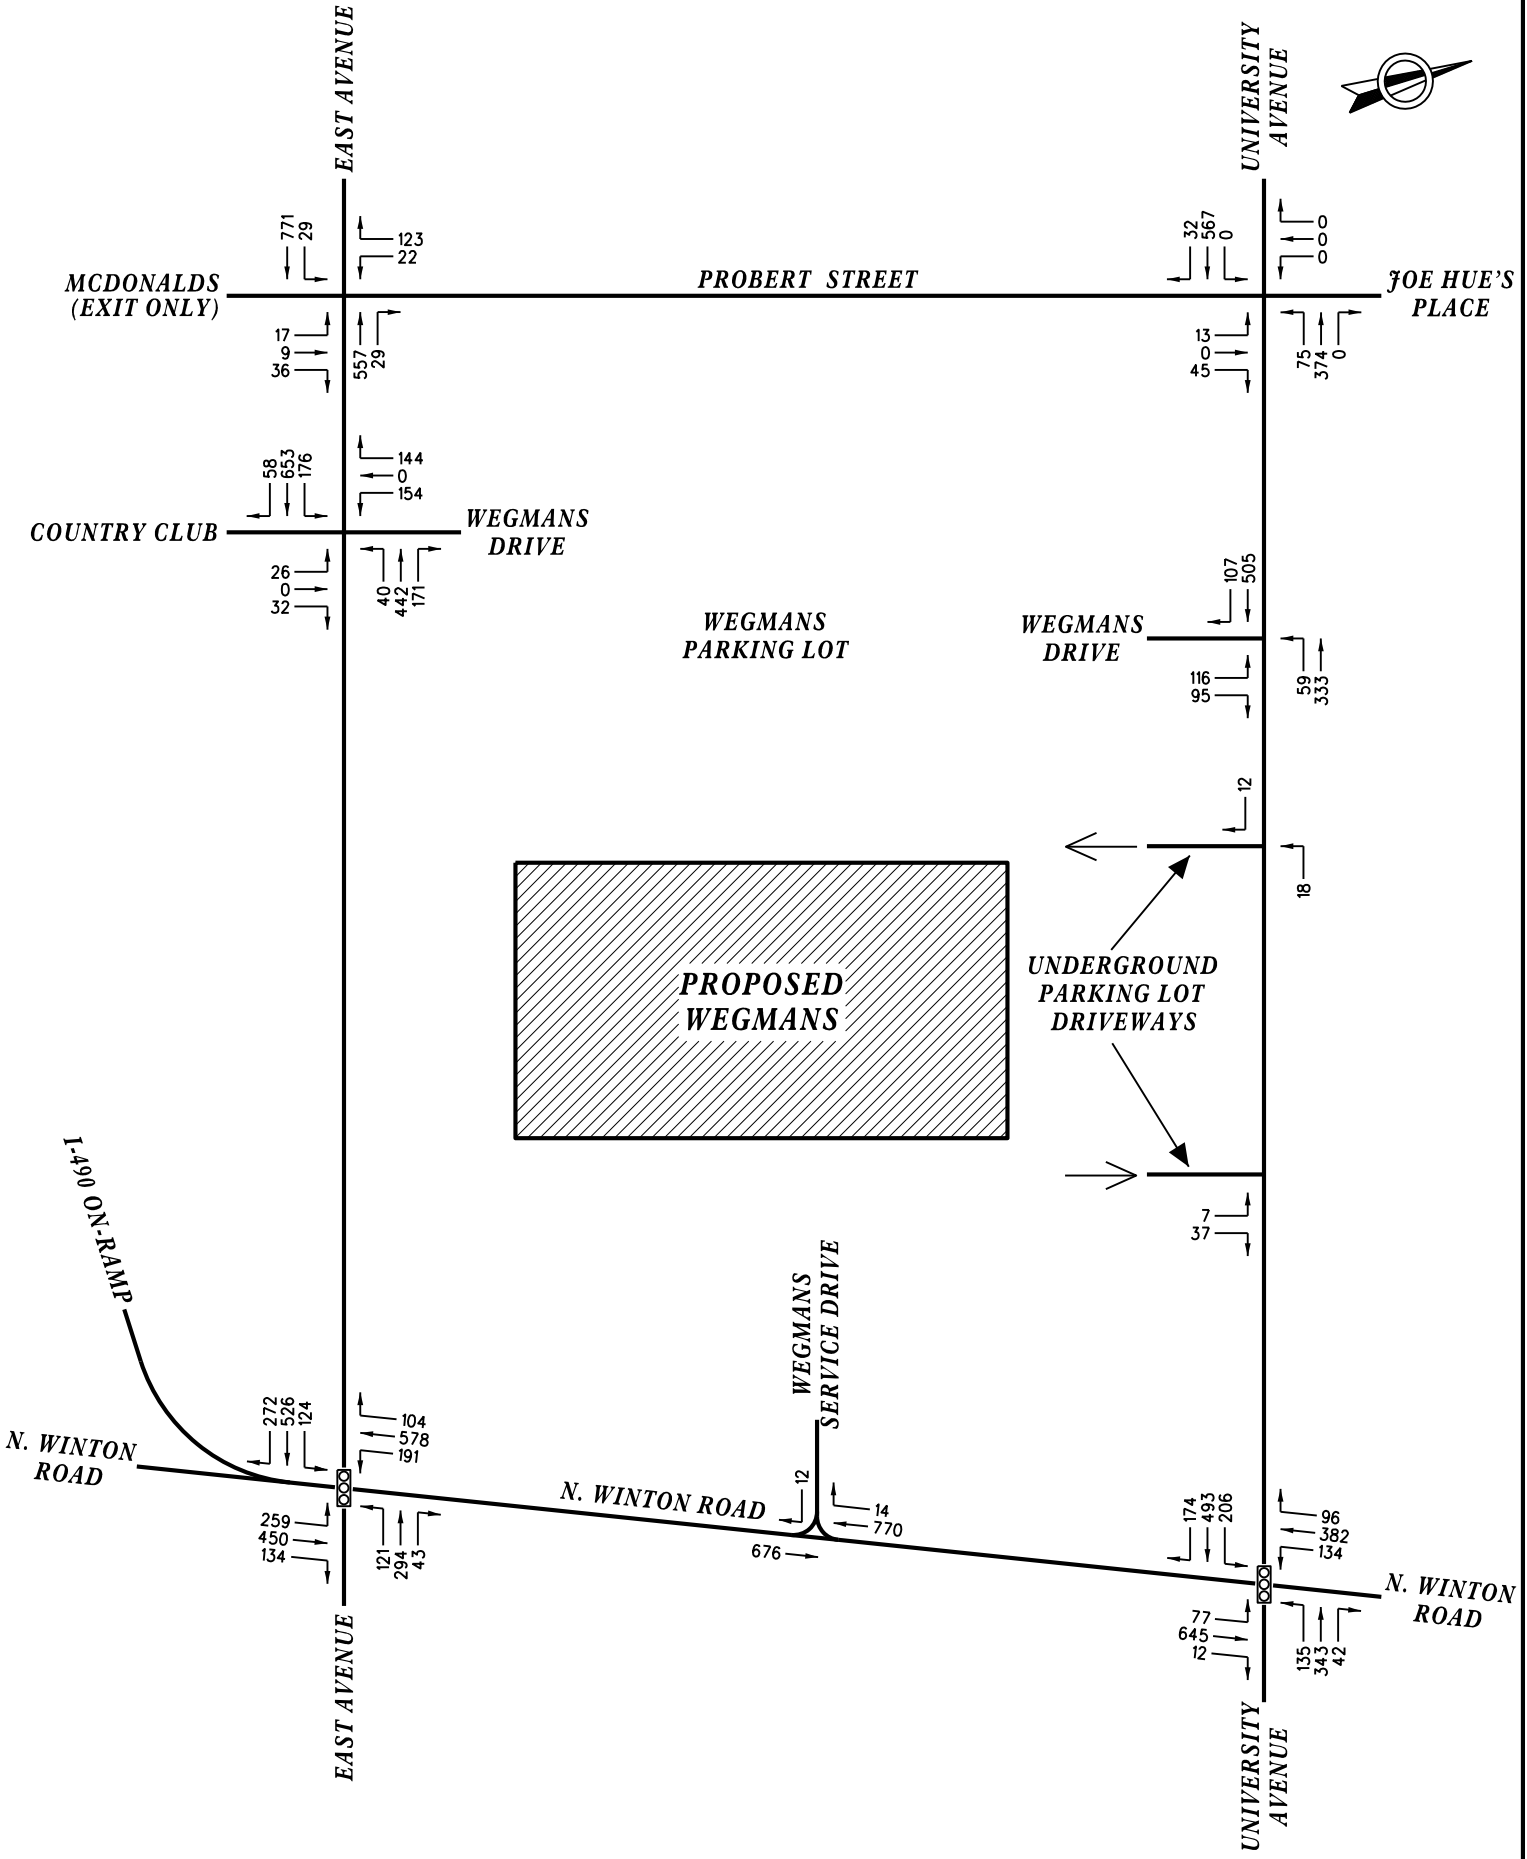 EAST AVENUE
UNIVERSITY
AVENUE
771
29
123
22
32
567
0
0
0
0
MCDONALDS
(EXIT ONLY)
PROBERT STREET
JOE HUE'S
PLACE
17
9
36
557
29
13
0
45
75
374
0
58
653
176
144
0
154
COUNTRY CLUB
WEGMANS
DRIVE
26
0
32
40
442
171
107
505
WEGMANS
PARKING LOT
WEGMANS
DRIVE
116
95
59
333
12
18
PROPOSED
WEGMANS
UNDERGROUND
PARKING LOT
DRIVEWAYS
7
37
I-490 ON-RAMP
WEGMANS
SERVICE DRIVE
272
526
124
104
578
191
N. WINTON
ROAD
259
450
134
121
294
43
N. WINTON ROAD
12
14
770
676
174
493
206
96
382
134
N. WINTON
ROAD
77
645
12
135
343
42
EAST AVENUE
UNIVERSITY
AVENUE